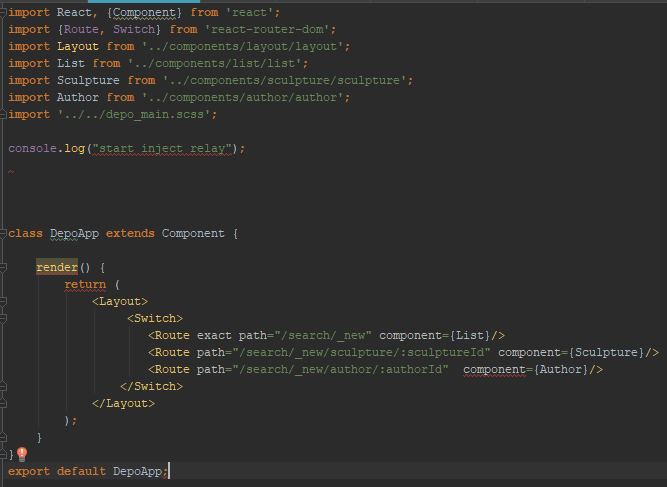 import React, {Component} from 'react';
import {Route, Switch} from 'react-router-dom';
import Layout from '../components/layout/layout';
import List from '../components/list/list';
import Sculpture from '../components/sculpture/sculpture';
import Author from '../components/author/author';
import '../../depo_main.scss';
console.log("start inject relay");
class DepoApp extends Component {
render() {
return (
<Layout>
<Switch>
<Route exact path="/search/_new" component={List}/>
<Route path="/search/_new/sculpture/:sculptureId" component={Sculpture}/>
<Route path="/search/_new/author/:authorId"  component={Author}/>
</Switch>
</Layout>
);
}
}
export default DepoApp;